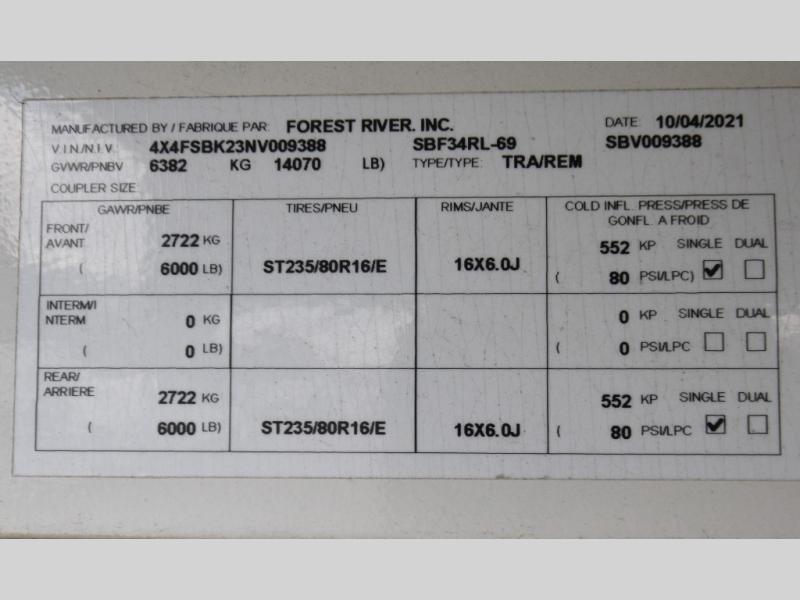 MANUFACTURED BY / FABRIQUE PAR: FOREST RIVER. INC. DATE: 10/04/2021
V.I.N./N.I.V. 4X4FSBK23NV009388 SBF34RL-69 SBV009388
GVWR/PNBV 6382 KG 14070 LB) TYPE/TYPE: TRA/REM
COUPLER SIZE:
GAWR/PNBE TIRES/PNEU RIMS/JANTE COLD INFL. PRESS/PRESS DE
GONFL. A FROID
FRONT/
AVANT 2722 KG 552 KP SINGLE DUAL
( 6000 LB) ST235/80R16/E 16X6.0J ( 80 PSI/LPC)
INTERM/I
NTERM 0 KG 0 KP SINGLE DUAL
( 0 LB) ( 0 PSI/LPC
REAR/
ARRIERE 2722 KG 552 KP SINGLE DUAL
( 6000 LB) ST235/80R16/E 16X6.0J ( 80 PSI/LPC